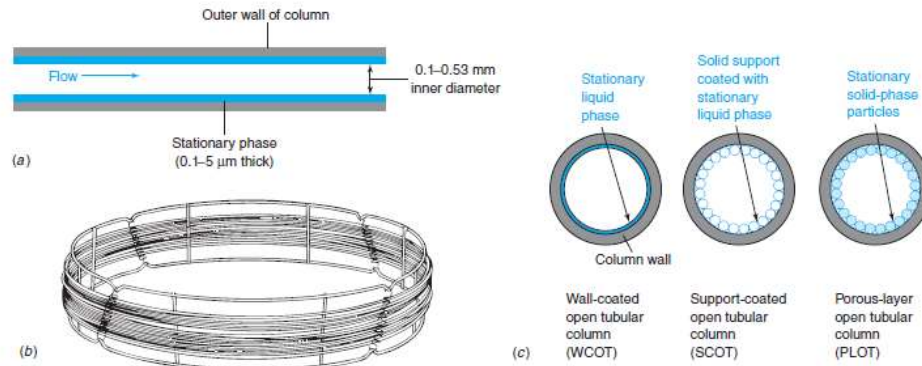 Outer wall of column
Flow
0.1–0.53 mm
inner diameter
Stationary phase
(0.1–5 μm thick)
(a)
(b)
Stationary
liquid
phase
Solid support
coated with
stationary
liquid phase
Stationary
solid-phase
particles
Column wall
Wall-coated
open tubular
column
(WCOT)
Support-coated
open tubular
column
(SCOT)
Porous-layer
open tubular
column
(PLOT)
(c)